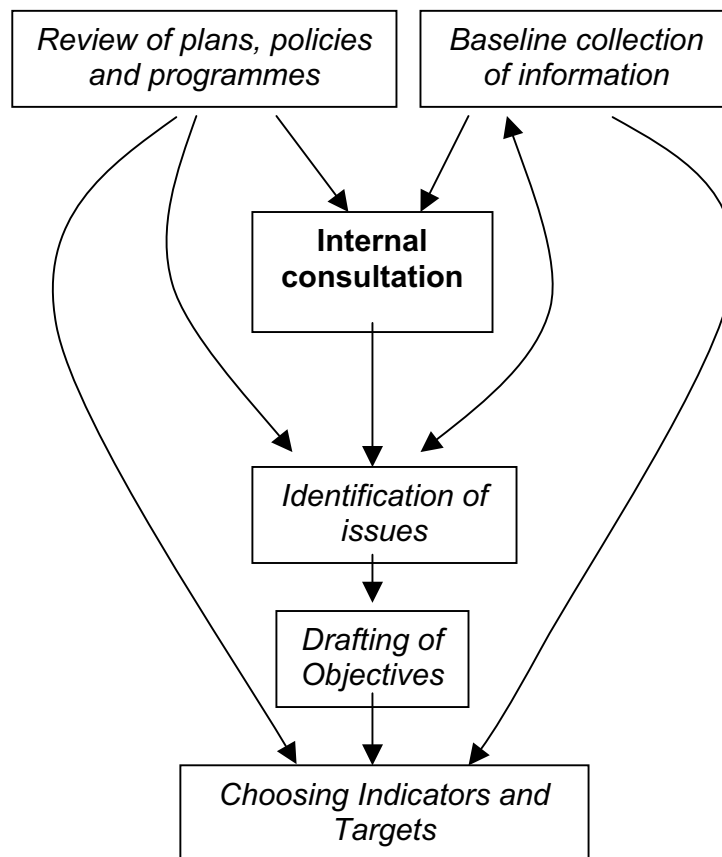 Review of plans, policies
and programmes
Baseline collection
of information
Internal
consultation
Identification of
issues
Drafting of
Objectives
Choosing Indicators and
Targets